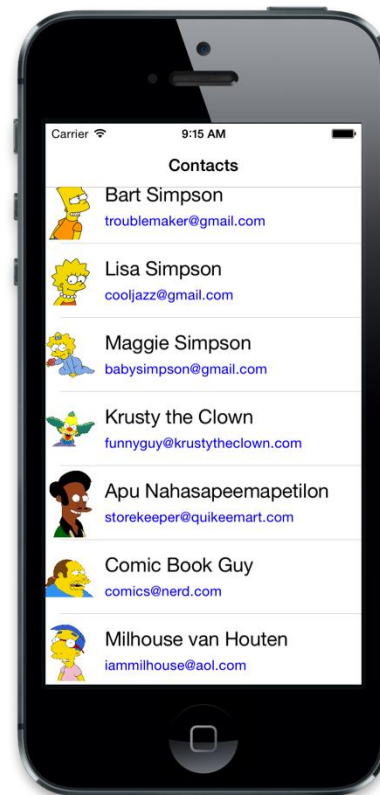 Carrier 9:15 AM
Contacts
Bart Simpson
troublemaker@gmail.com
Lisa Simpson
cooljazz@gmail.com
Maggie Simpson
babysimpson@gmail.com
Krusty the Clown
funnyguy@krustytheclown.com
Apu Nahasapeemapetilon
storekeeper@quikeemart.com
Comic Book Guy
comics@nerd.com
Milhouse van Houten
iammilhouse@aol.com